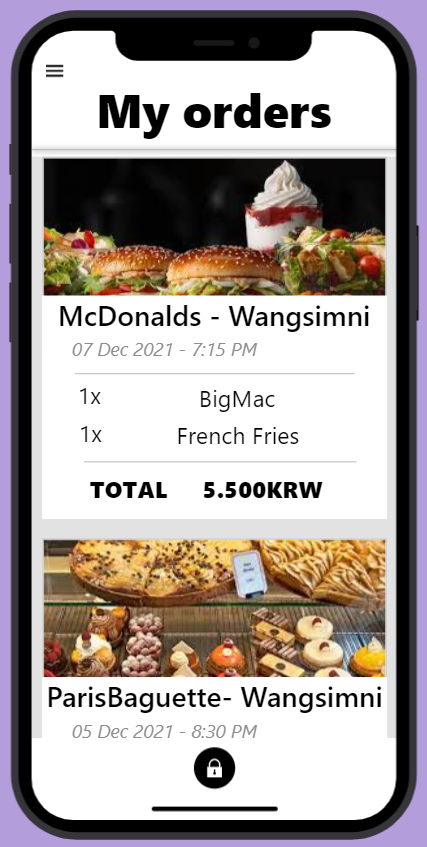 My orders
McDonalds - Wangsimni
07 Dec 2021 - 7:15 PM
1x BigMac
1x French Fries
TOTAL 5.500KRW
ParisBaguette- Wangsimni
05 Dec 2021 - 8:30 PM